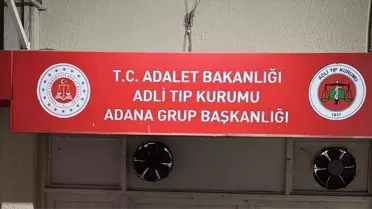 T.C. ADALET BAKANLIĞI
ADLİ TIP KURUMU
ADANA GRUP BAŞKANLIĞI
ADLİ TIP KURUMU
1917